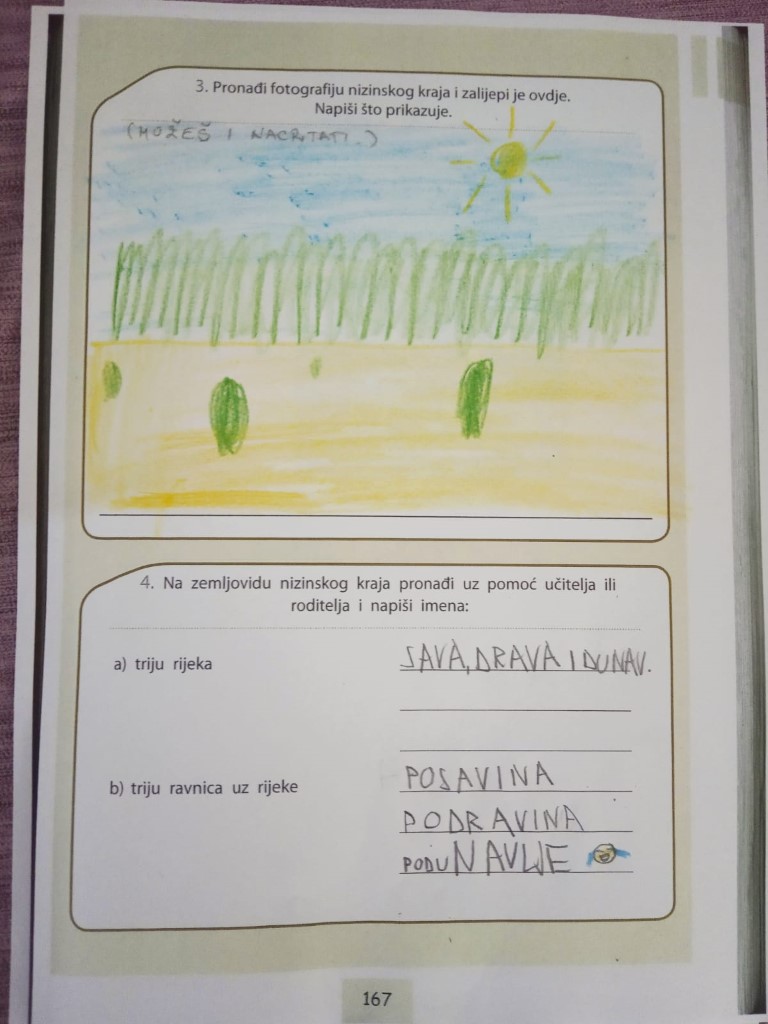 3. Pronađi fotografiju nizinskog kraja i zalijepi je ovdje.
Napiši što prikazuje.
(MOŽEŠ I NACRTATI.)
4. Na zemljovidu nizinskog kraja pronađi uz pomoć učitelja ili
roditelja i napiši imena:
a) triju rijeka
SAVA, DRAVA I DUNAV.
b) triju ravnica uz rijeke
POSAVINA
PODRAVINA
PODUNAVLJE
167